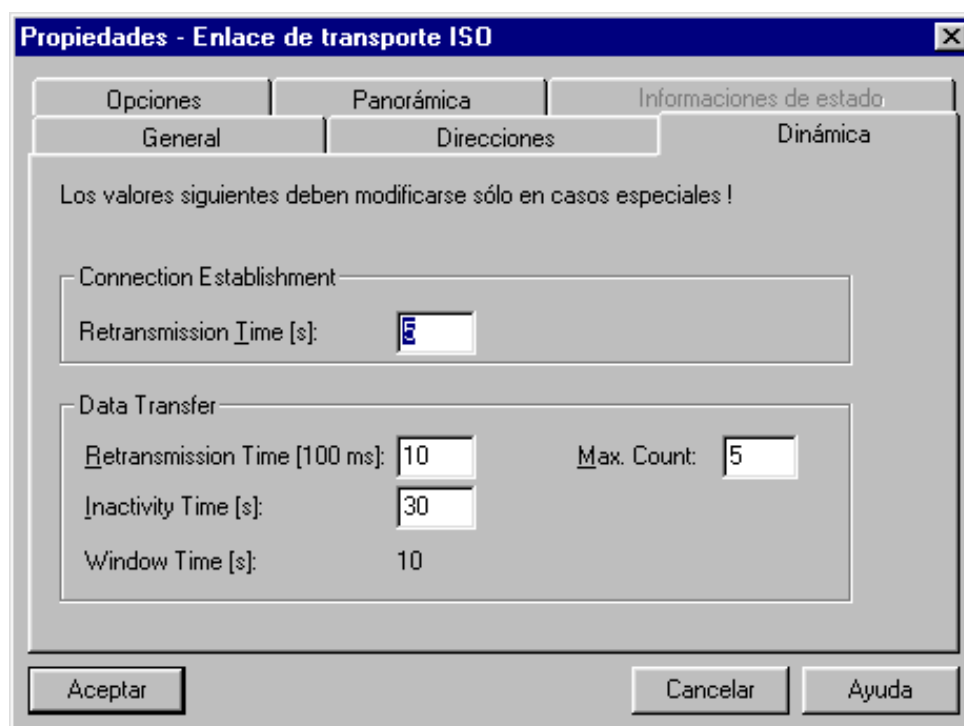 Propiedades - Enlace de transporte ISO
Opciones Panorámica Informaciones de estado
General Direcciones Dinámica
Los valores siguientes deben modificarse sólo en casos especiales !
Connection Establishment
Retransmission Time [s]: 5
Data Transfer
Retransmission Time [100 ms]: 10 Max. Count: 5
Inactivity Time [s]: 30
Window Time [s]: 10
Aceptar Cancelar Ayuda